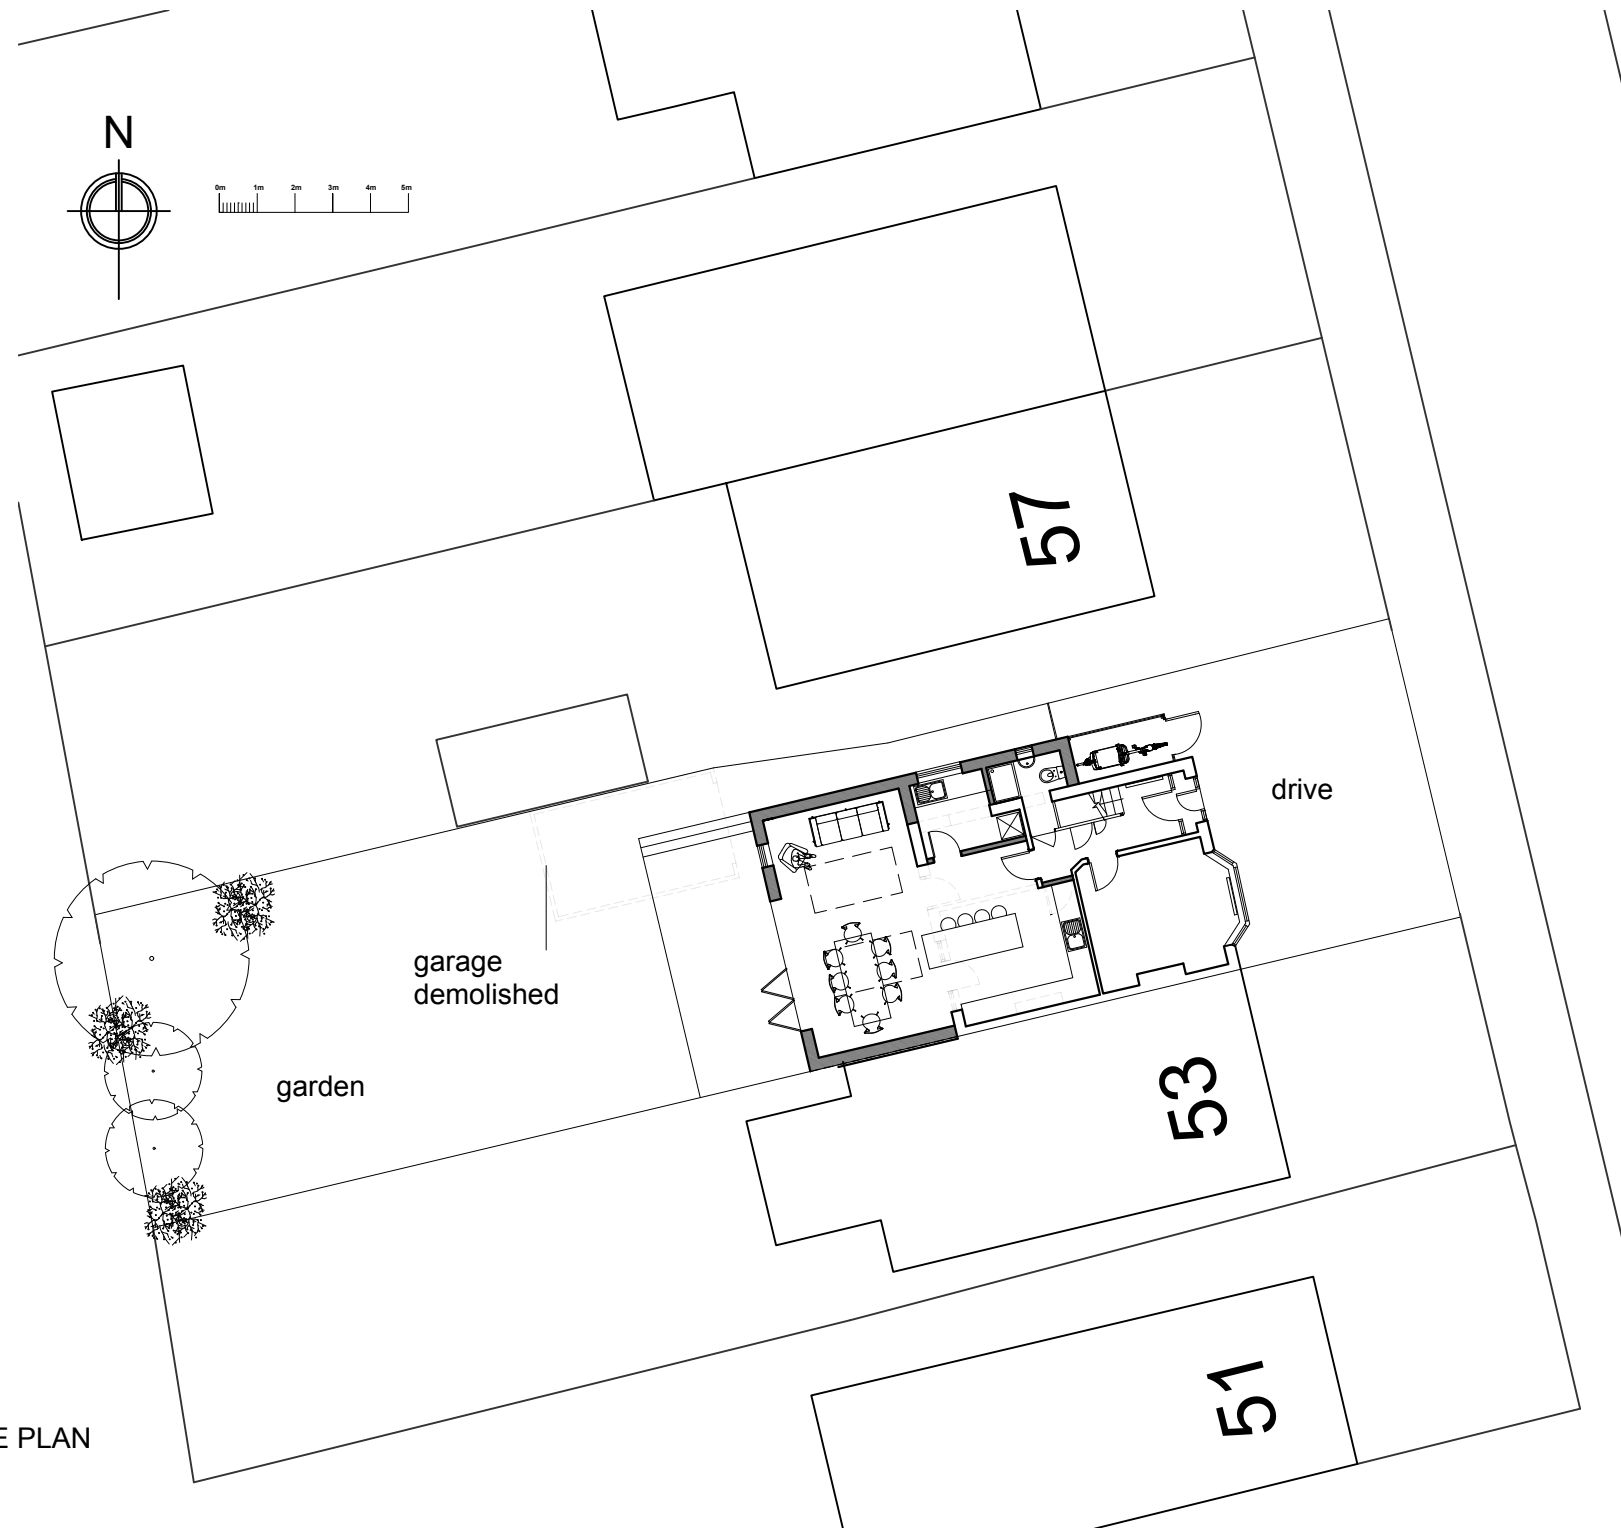 N
0m 1m 2m 3m 4m 5m
57
drive
garage
demolished
garden
53
51
E PLAN